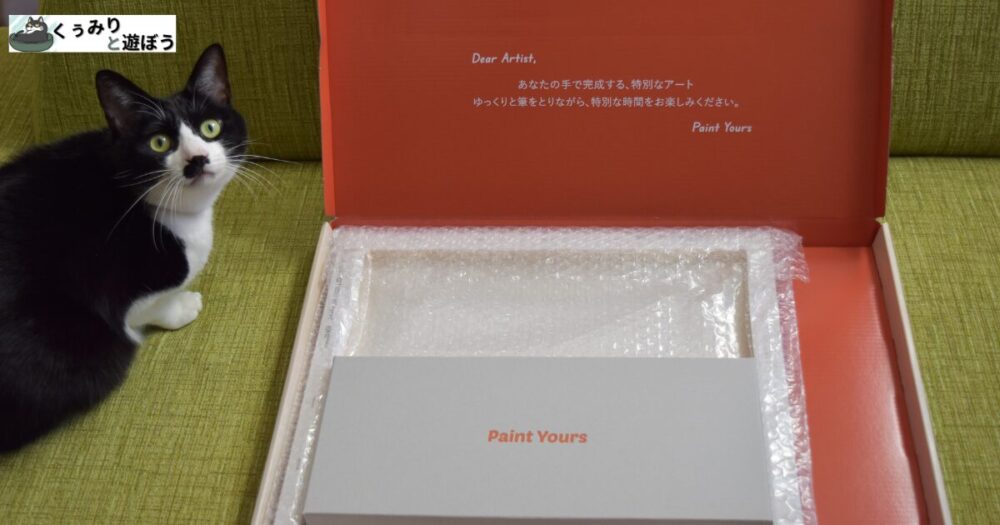 くぅみり
と遊ぼう
Dear Artist,
あなたの手で完成する、特別なアート
ゆっくりと筆をとりながら、特別な時間をお楽しみください。
Paint Yours
Paint Yours